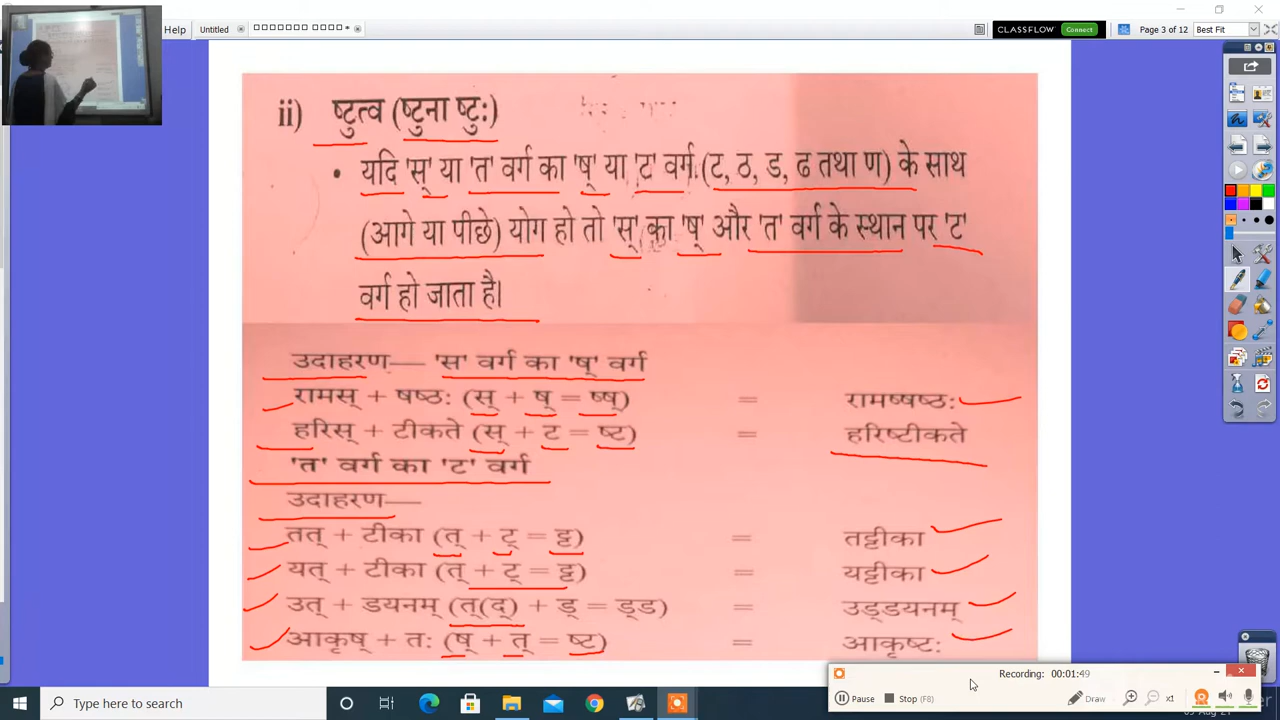 Help
Untitled
CLASSFLOW
Connect
Page 3 of 12
Best Fit
ii) ष्टुत्व (ष्टुना ष्टुः)
• यदि 'स्' या 'त' वर्ग का 'ष्' या 'ट' वर्ग (ट, ठ, ड, ढ तथा ण) के साथ
(आगे या पीछे) योग हो तो 'स्' का 'ष्' और 'त' वर्ग के स्थान पर 'ट'
वर्ग हो जाता है।
उदाहरण— 'स' वर्ग का 'ष्' वर्ग
रामस् + षष्ठः (स् + ष् = ष्ष्) = रामष्षष्ठः
हरिस् + टीकते (स् + ट = ष्ट) = हरिष्टीकते
'त' वर्ग का 'ट' वर्ग
उदाहरण—
तत् + टीका (त् + ट् = ट्ट) = तट्टीका
यत् + टीका (त् + ट् = ट्ट) = यट्टीका
उत् + डयनम् (त्(द्) + ड् = ड्ड) = उड्डयनम्
आकृष् + तः (ष् + त् = ष्ट) = आकृष्टः
Recording: 00:01:49
Pause
Stop (F8)
Draw
x1
Type here to search